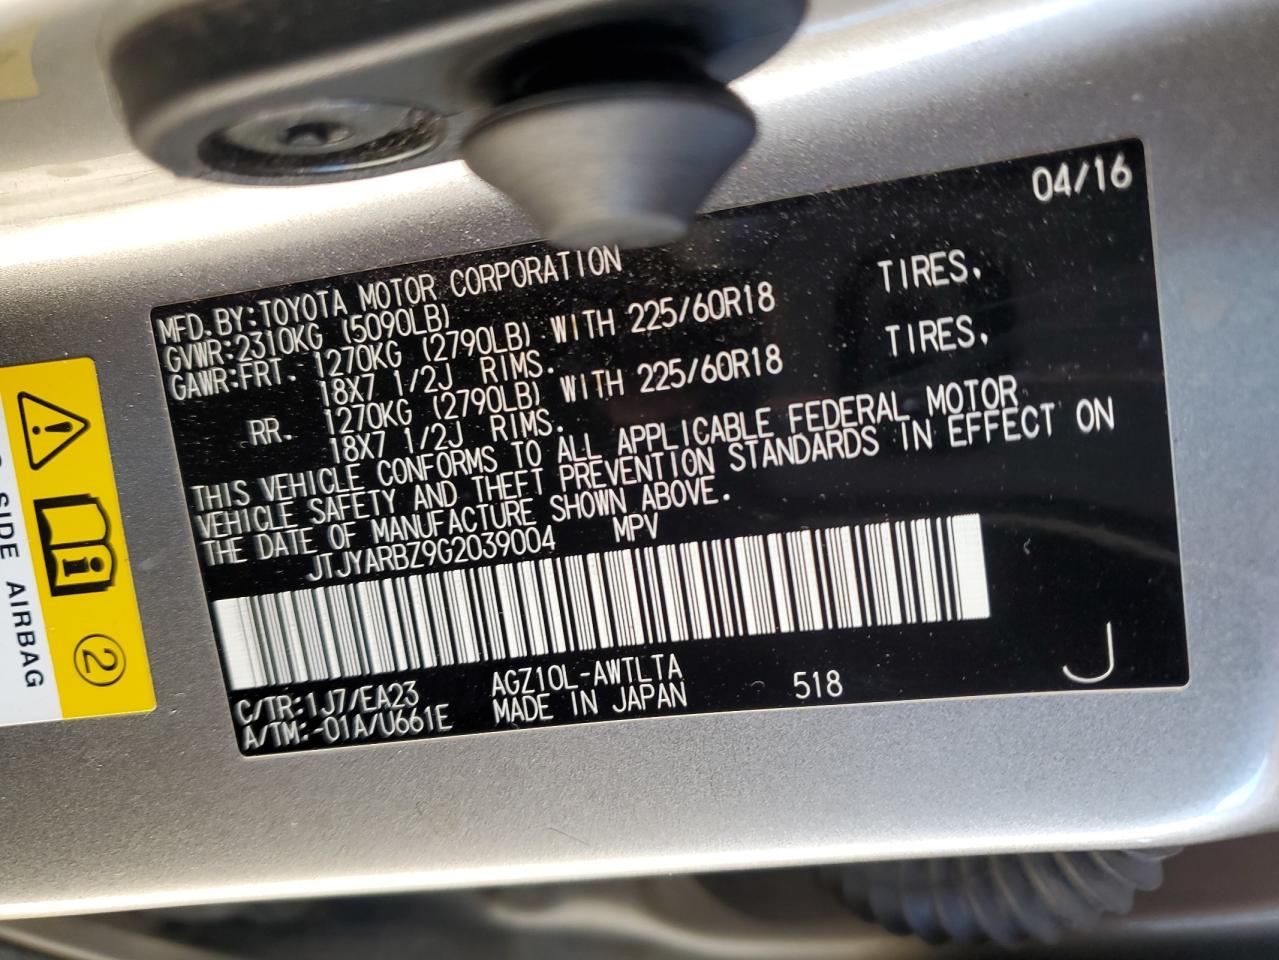 04/16
MFD.BY:TOYOTA MOTOR CORPORATION
GVWR:2310KG (5090LB)
GAWR:FRT. 1270KG (2790LB) WITH 225/60R18 TIRES,
18X7 1/2J RIMS.
RR. 1270KG (2790LB) WITH 225/60R18 TIRES,
18X7 1/2J RIMS.
THIS VEHICLE CONFORMS TO ALL APPLICABLE FEDERAL MOTOR
VEHICLE SAFETY AND THEFT PREVENTION STANDARDS IN EFFECT ON
THE DATE OF MANUFACTURE SHOWN ABOVE.
JTJYARBZ9G2039004 MPV
C/TR:1J7/EA23 AGZ10L-AWTLTA 518 J
A/TM:-01A/U661E MADE IN JAPAN
SIDE AIRBAG
2